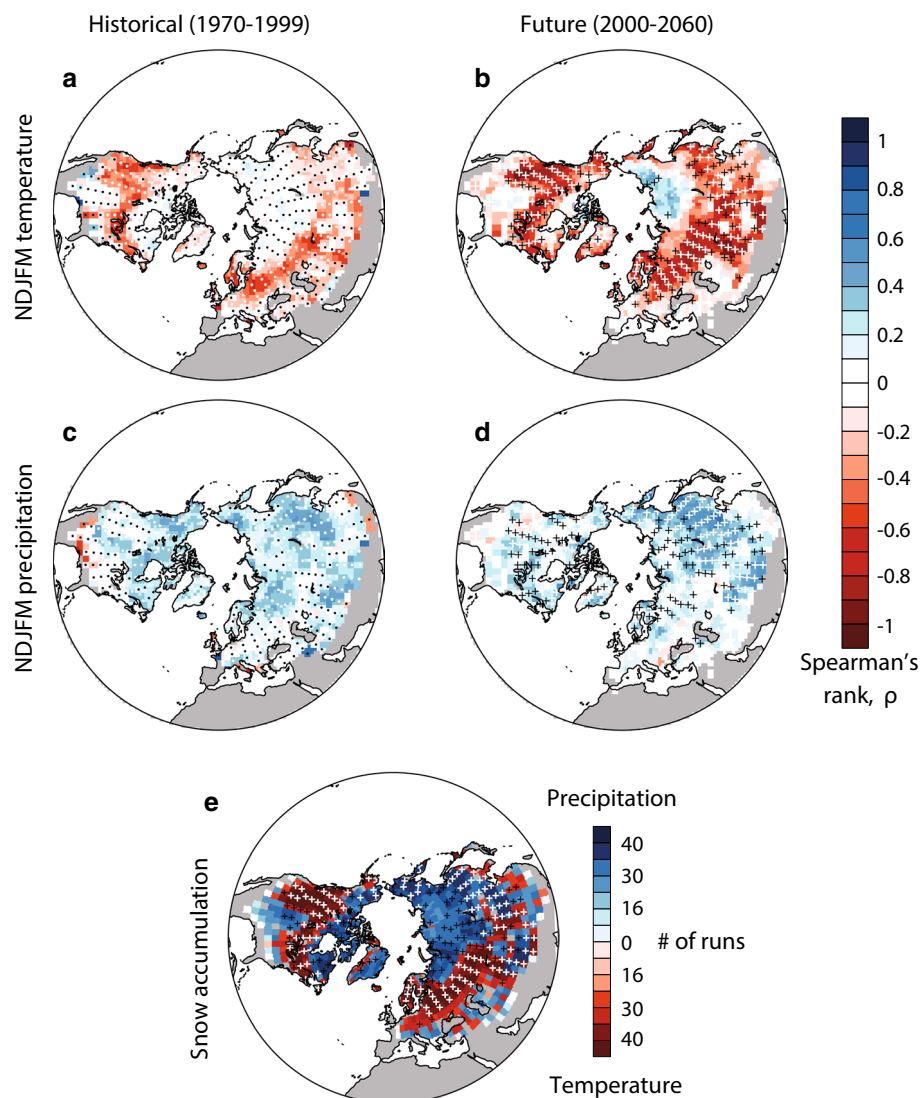 Historical (1970-1999)
Future (2000-2060)
a
b
NDJFM temperature
1
0.8
0.6
0.4
0.2
0
-0.2
-0.4
-0.6
-0.8
-1
Spearman's
rank, ρ
c
d
NDJFM precipitation
e
Snow accumulation
Precipitation
40
30
16
0
16
30
40
# of runs
Temperature